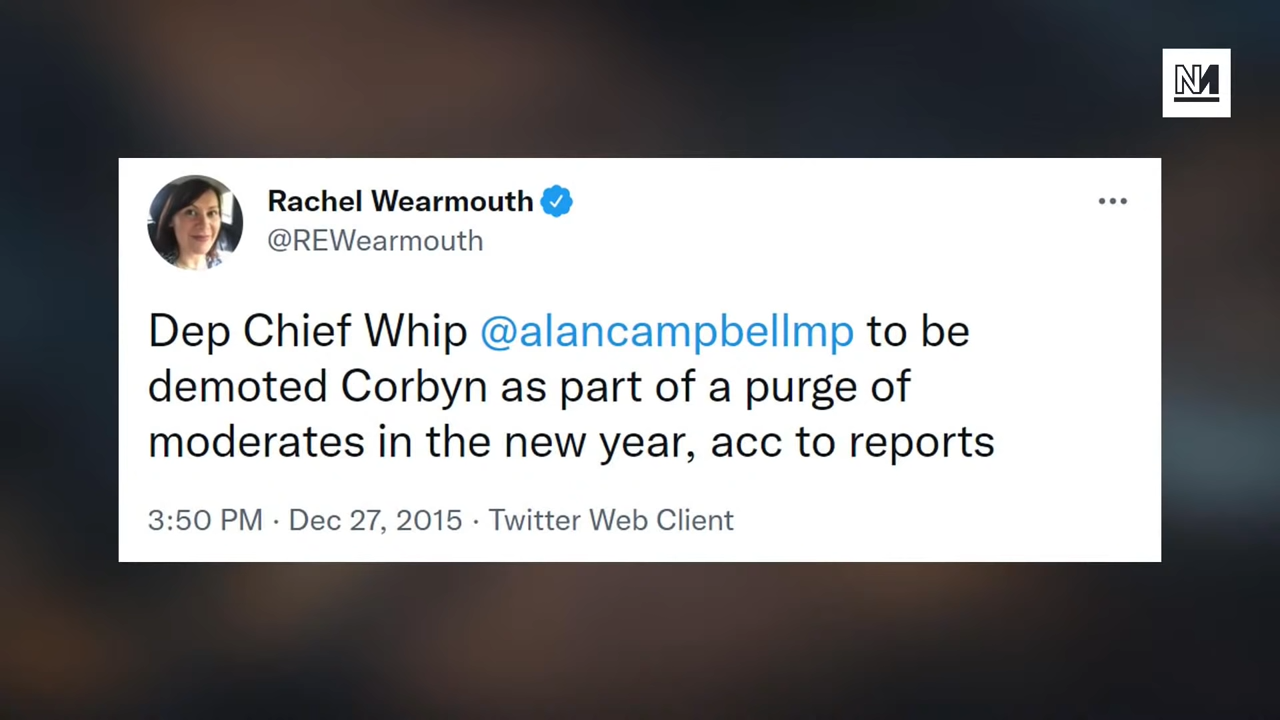 NM
Rachel Wearmouth
@REWearmouth
Dep Chief Whip @alancampbellmp to be
demoted Corbyn as part of a purge of
moderates in the new year, acc to reports
3:50 PM · Dec 27, 2015 · Twitter Web Client